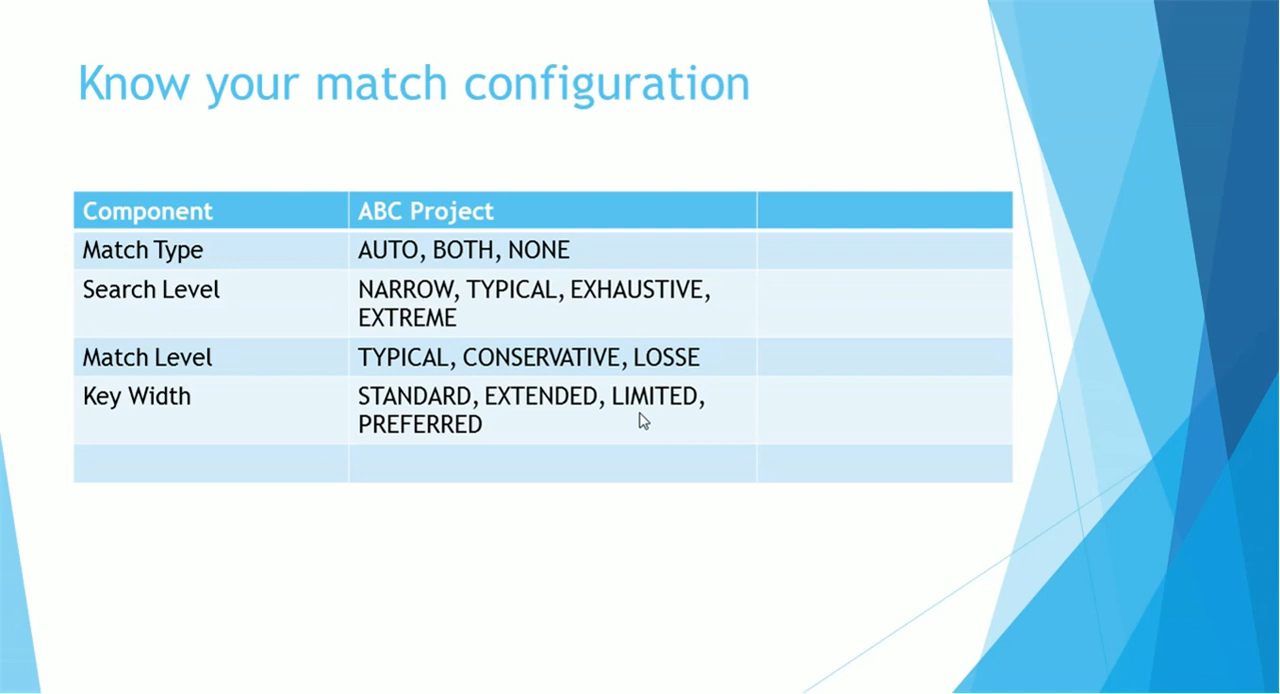 Know your match configuration
Component
ABC Project
Match Type
AUTO, BOTH, NONE
Search Level
NARROW, TYPICAL, EXHAUSTIVE,
EXTREME
Match Level
TYPICAL, CONSERVATIVE, LOSSE
Key Width
STANDARD, EXTENDED, LIMITED,
PREFERRED